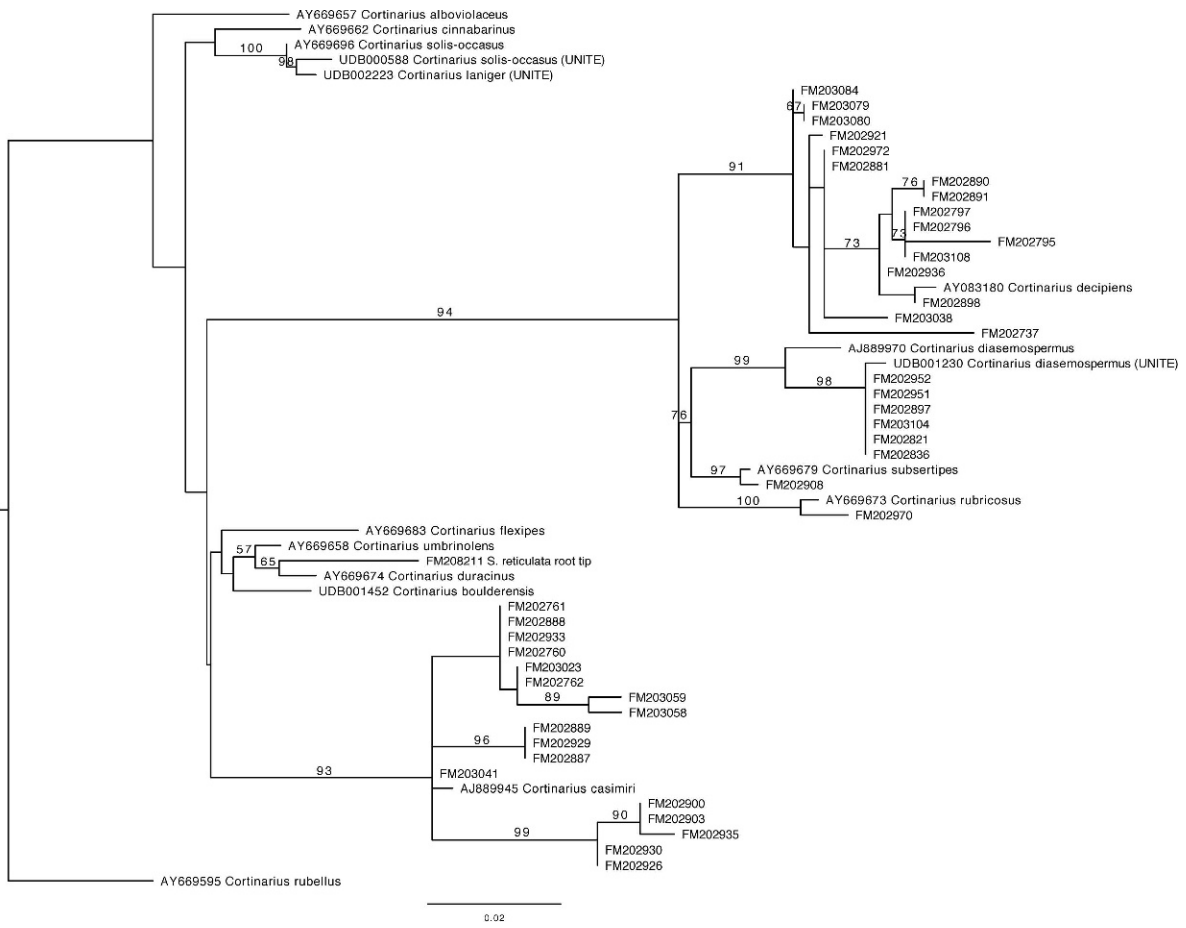 AY669657 Cortinarius alboviolaceus
AY669662 Cortinarius cinnabarinus
100
AY669696 Cortinarius solis-occasus
98
UDB000588 Cortinarius solis-occasus (UNITE)
UDB002223 Cortinarius laniger (UNITE)
FM203084
67
FM203079
FM203080
FM202921
FM202972
FM202881
91
76
FM202890
FM202891
FM202797
FM202796
73
FM202795
73
FM203108
FM202936
AY083180 Cortinarius decipiens
FM202898
94
FM203038
FM202737
AJ889970 Cortinarius diasemospermus
99
UDB001230 Cortinarius diasemospermus (UNITE)
98
FM202952
FM202951
FM202897
76
FM203104
FM202821
FM202836
97
AY669679 Cortinarius subsertipes
FM202908
100
AY669673 Cortinarius rubricosus
FM202970
AY669683 Cortinarius flexipes
57
AY669658 Cortinarius umbrinolens
65
FM208211 S. reticulata root tip
AY669674 Cortinarius duracinus
UDB001452 Cortinarius boulderensis
FM202761
FM202888
FM202933
FM202760
FM203023
FM202762
89
FM203059
FM203058
FM202889
96
FM202929
FM202887
93
FM203041
AJ889945 Cortinarius casimiri
FM202900
90
FM202903
99
FM202935
FM202930
FM202926
AY669595 Cortinarius rubellus
0.02